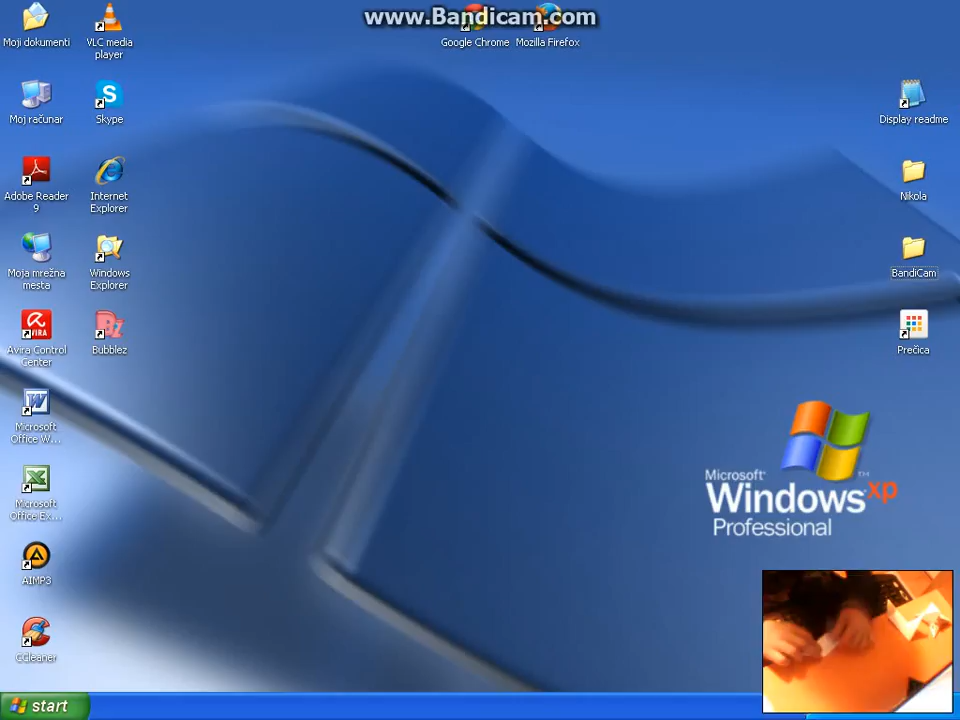 www.Bandicam.com
Moji dokumenti
VLC media
player
Google Chrome
Mozilla Firefox
Moj računar
Skype
Display readme
Adobe Reader
9
Internet
Explorer
Nikola
Moja mrežna
mesta
Windows
Explorer
BandiCam
Avira Control
Center
Bubblez
Prečica
Microsoft
Office W...
Microsoft
Windows xp
Professional
Microsoft
Office Ex...
AIMP3
CCleaner
start